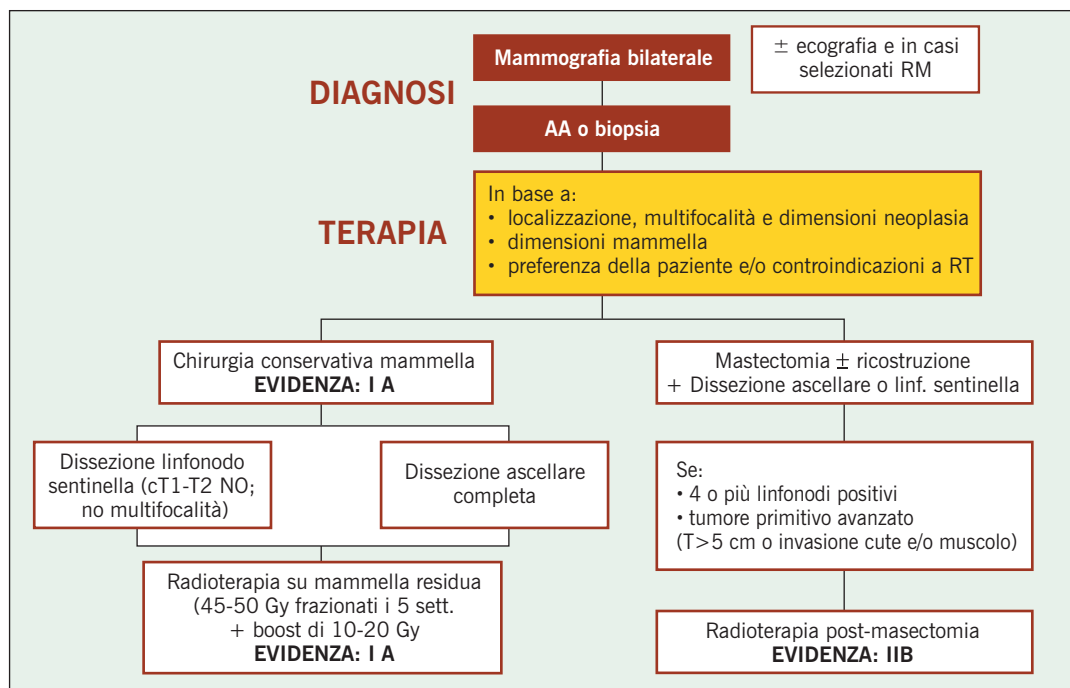 DIAGNOSI
Mammografia bilaterale
± ecografia e in casi
selezionati RM
AA o biopsia
TERAPIA
In base a:
• localizzazione, multifocalità e dimensioni neoplasia
• dimensioni mammella
• preferenza della paziente e/o controindicazioni a RT
Chirurgia conservativa mammella
EVIDENZA: I A
Dissezione linfonodo
sentinella (cT1-T2 NO;
no multifocalità)
Dissezione ascellare
completa
Radioterapia su mammella residua
(45-50 Gy frazionati i 5 sett.
+ boost di 10-20 Gy
EVIDENZA: I A
Mastectomia ± ricostruzione
+ Dissezione ascellare o linf. sentinella
Se:
• 4 o più linfonodi positivi
• tumore primitivo avanzato
(T>5 cm o invasione cute e/o muscolo)
Radioterapia post-masectomia
EVIDENZA: IIB